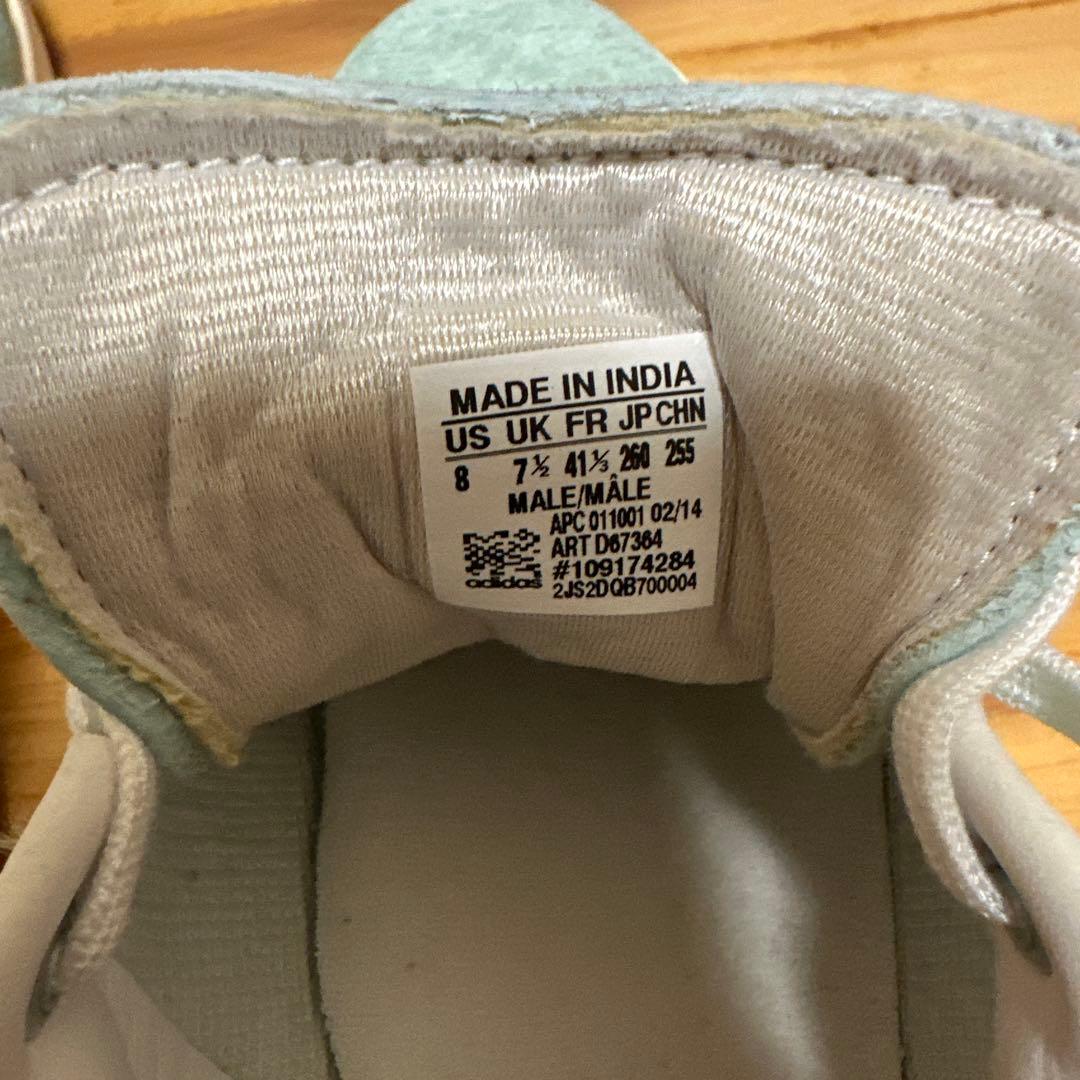 MADE IN INDIA
US UK FR JP CHN
8 7½ 41⅓ 260 255
MALE/MÂLE
APC 011001 02/14
ART D67364
#109174284
adidas 2JS2DQB700004